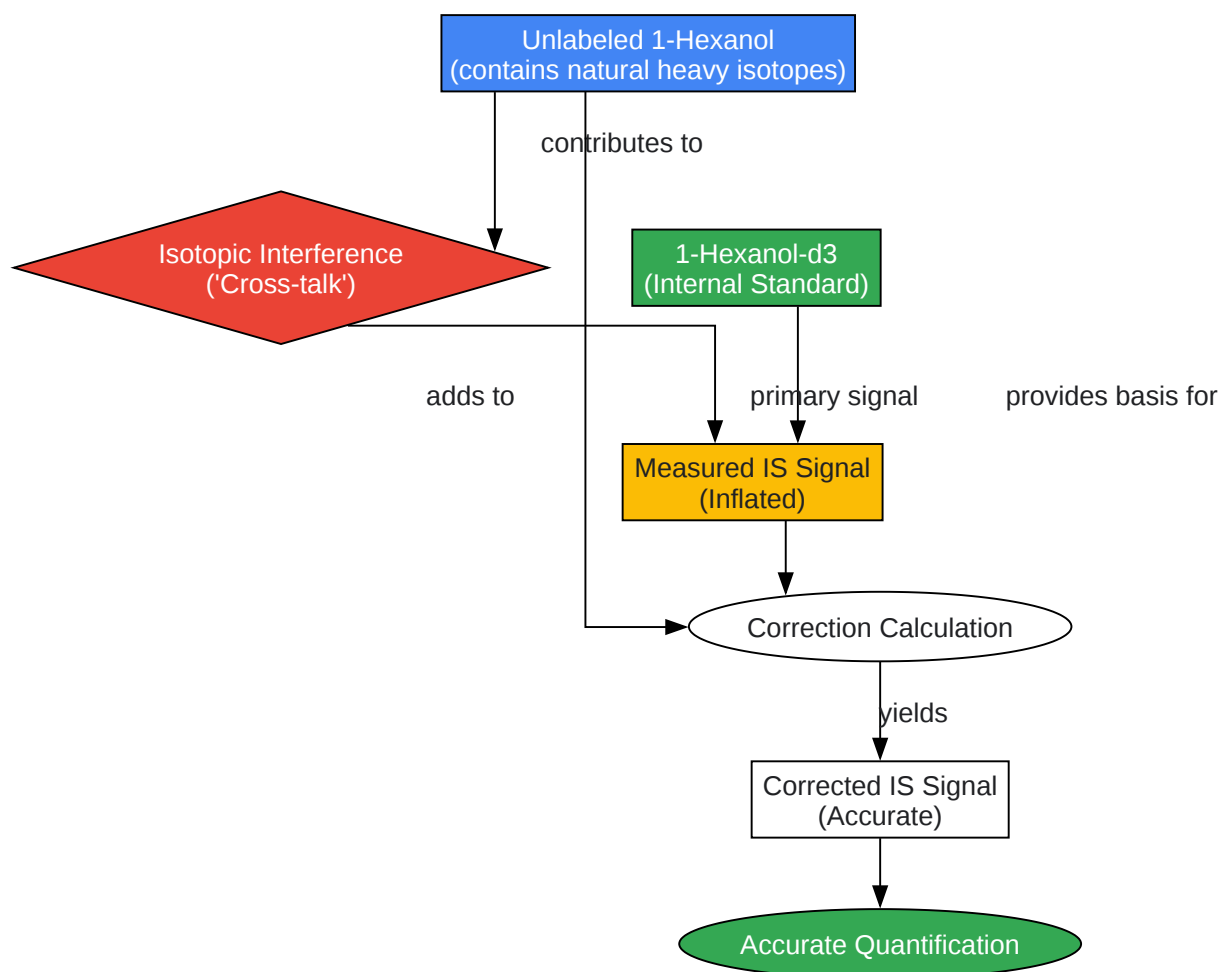 Unlabeled 1-Hexanol
(contains natural heavy isotopes)
contributes to
Isotopic Interference
('Cross-talk')
1-Hexanol-d3
(Internal Standard)
adds to
primary signal
provides basis for
Measured IS Signal
(Inflated)
Correction Calculation
yields
Corrected IS Signal
(Accurate)
Accurate Quantification